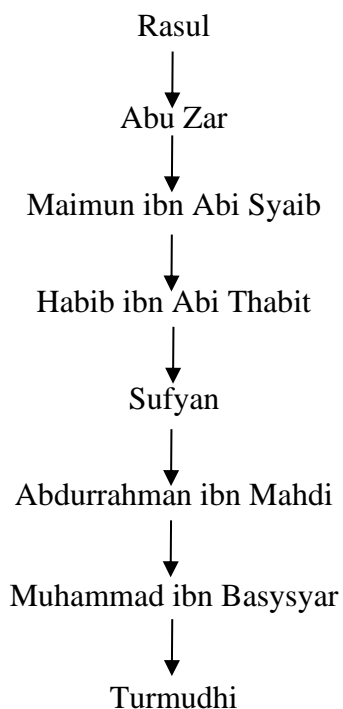 Rasul
Abu Zar
Maimun ibn Abi Syaib
Habib ibn Abi Thabit
Sufyan
Abdurrahman ibn Mahdi
Muhammad ibn Basysyar
Turmudhi